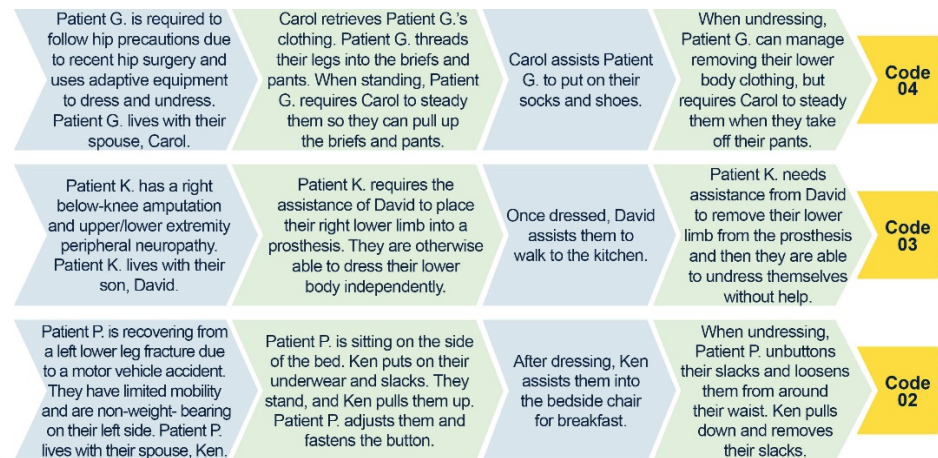 Patient G. is required to
follow hip precautions due
to recent hip surgery and
uses adaptive equipment
to dress and undress.
Patient G. lives with their
spouse, Carol.
Carol retrieves Patient G.'s
clothing. Patient G. threads
their legs into the briefs and
pants. When standing, Patient
G. requires Carol to steady
them so they can pull up
the briefs and pants.
Carol assists Patient
G. to put on their
socks and shoes.
When undressing,
Patient G. can manage
removing their lower
body clothing, but
requires Carol to steady
them when they take
off their pants.
Code
04
Patient K. has a right
below-knee amputation
and upper/lower extremity
peripheral neuropathy.
Patient K. lives with their
son, David.
Patient K. requires the
assistance of David to place
their right lower limb into a
prosthesis. They are otherwise
able to dress their lower
body independently.
Once dressed, David
assists them to
walk to the kitchen.
Patient K. needs
assistance from David
to remove their lower
limb from the prosthesis
and then they are able
to undress themselves
without help.
Code
03
Patient P. is recovering from
a left lower leg fracture due
to a motor vehicle accident.
They have limited mobility
and are non-weight- bearing
on their left side. Patient P.
lives with their spouse, Ken.
Patient P. is sitting on the side
of the bed. Ken puts on their
underwear and slacks. They
stand, and Ken pulls them up.
Patient P. adjusts them and
fastens the button.
After dressing, Ken
assists them into
the bedside chair
for breakfast.
When undressing,
Patient P. unbuttons
their slacks and loosens
them from around
their waist. Ken pulls
down and removes
their slacks.
Code
02